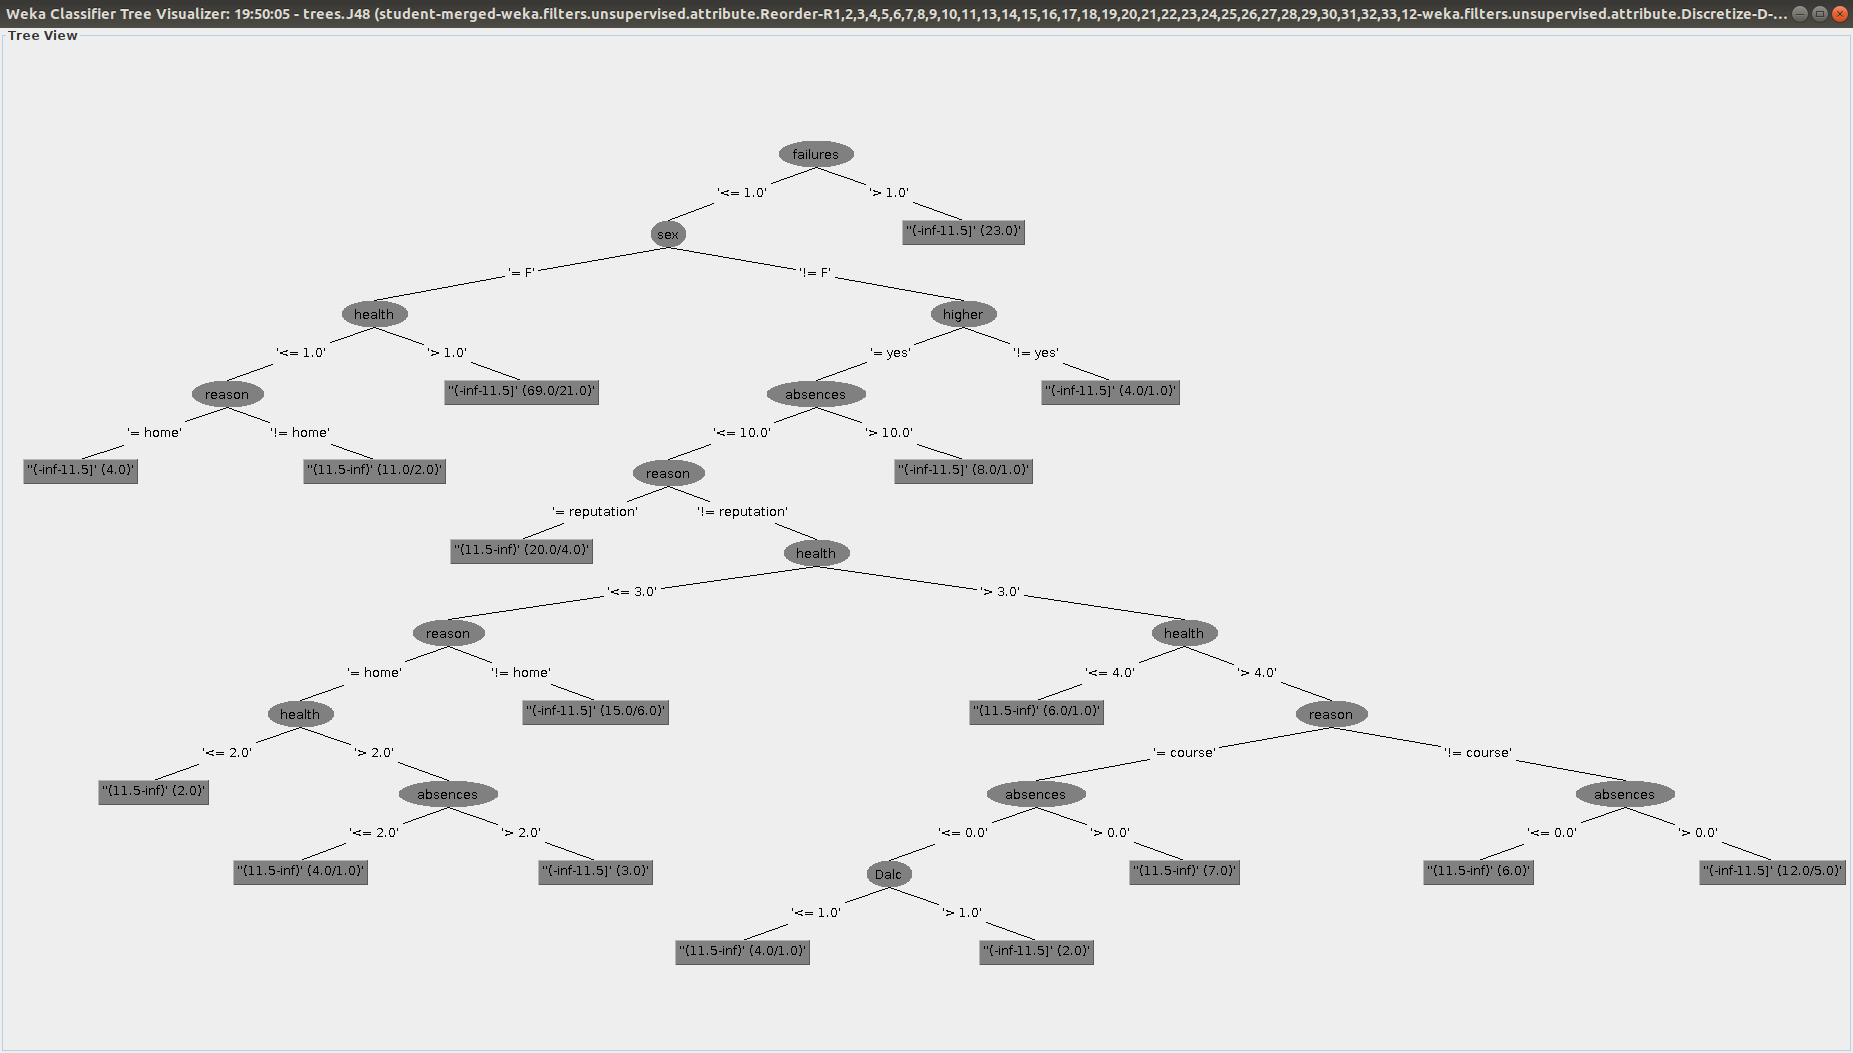 Weka Classifier Tree Visualizer: 19:50:05 - trees.J48 (student-merged-weka.filters.unsupervised.attribute.Reorder-R1,2,3,4,5,6,7,8,9,10,11,13,14,15,16,17,18,19,20,21,22,23,24,25,26,27,28,29,30,31,32,33,12-weka.filters.unsupervised.attribute.Discretize-D-...
Tree View
failures
'<= 1.0' '> 1.0'
sex ''(-inf-11.5]' (23.0)'
'= F' '!= F'
health higher
'<= 1.0' '> 1.0' '= yes' '!= yes'
reason ''(-inf-11.5]' (69.0/21.0)' absences ''(-inf-11.5]' (4.0/1.0)'
'= home' '!= home' '<= 10.0' '> 10.0'
''(-inf-11.5]' (4.0)' ''(11.5-inf)' (11.0/2.0)' reason ''(-inf-11.5]' (8.0/1.0)'
'= reputation' '!= reputation'
''(11.5-inf)' (20.0/4.0)' health
'<= 3.0' '> 3.0'
reason health
'= home' '!= home' '<= 4.0' '> 4.0'
health ''(-inf-11.5]' (15.0/6.0)' ''(11.5-inf)' (6.0/1.0)' reason
'<= 2.0' '> 2.0' '= course' '!= course'
''(11.5-inf)' (2.0)' absences absences absences
'<= 2.0' '> 2.0' '<= 0.0' '> 0.0' '<= 0.0' '> 0.0'
''(11.5-inf)' (4.0/1.0)' ''(-inf-11.5]' (3.0)' Dalc ''(11.5-inf)' (7.0)' ''(11.5-inf)' (6.0)' ''(-inf-11.5]' (12.0/5.0)'
'<= 1.0' '> 1.0'
''(11.5-inf)' (4.0/1.0)' ''(-inf-11.5]' (2.0)'